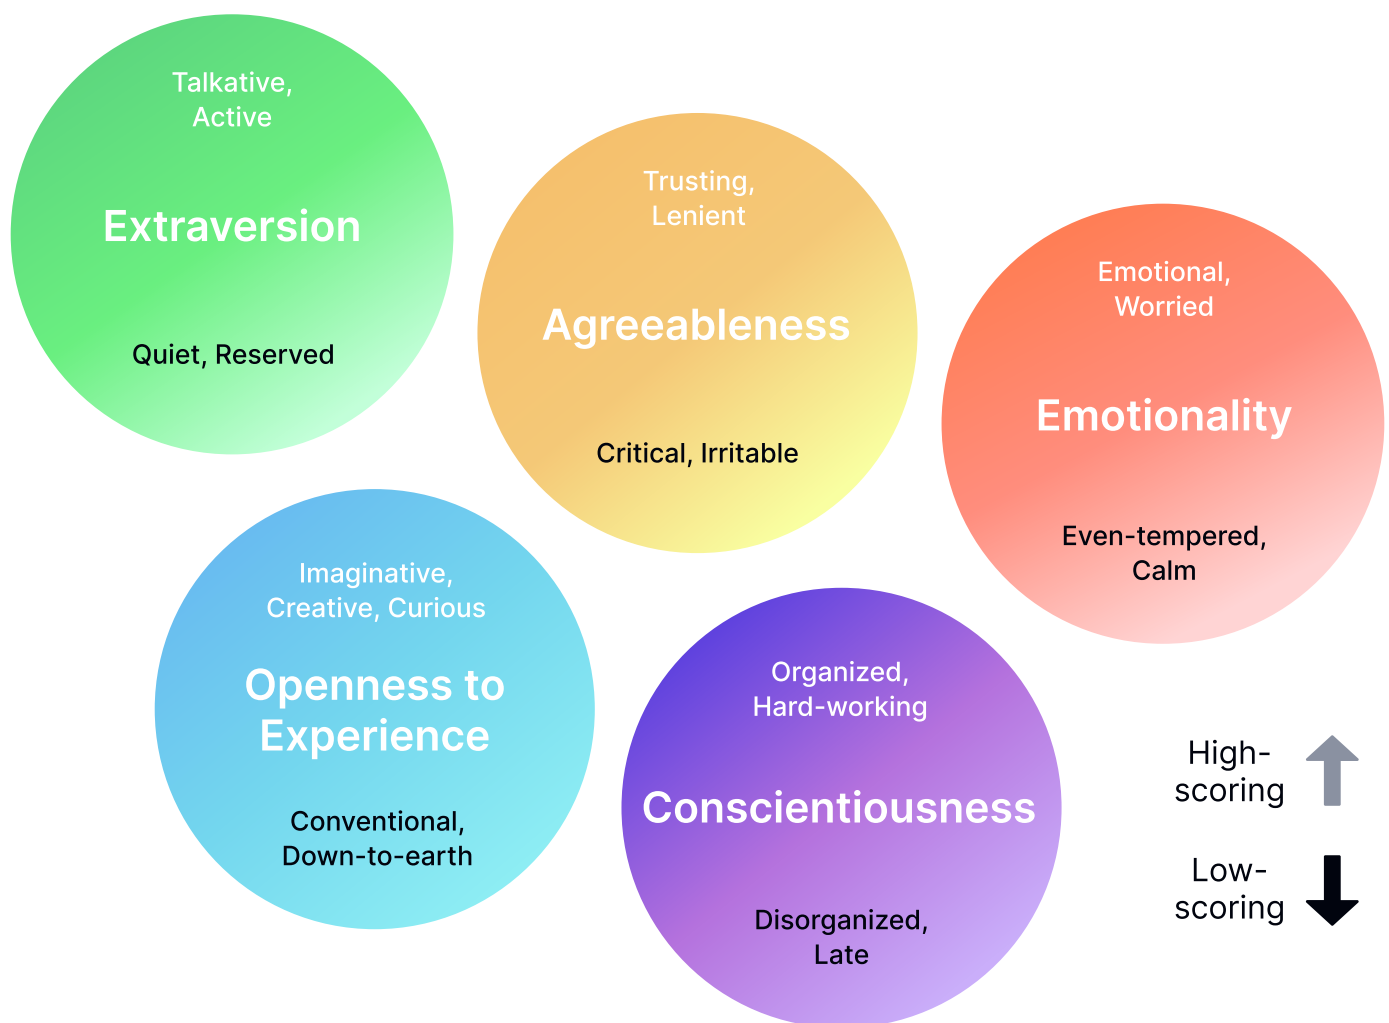 Talkative,
Active
Extraversion
Quiet, Reserved
Trusting,
Lenient
Agreeableness
Critical, Irritable
Emotional,
Worried
Emotionality
Even-tempered,
Calm
Imaginative,
Creative, Curious
Openness to
Experience
Conventional,
Down-to-earth
Organized,
Hard-working
Conscientiousness
Disorganized,
Late
High-
scoring
Low-
scoring